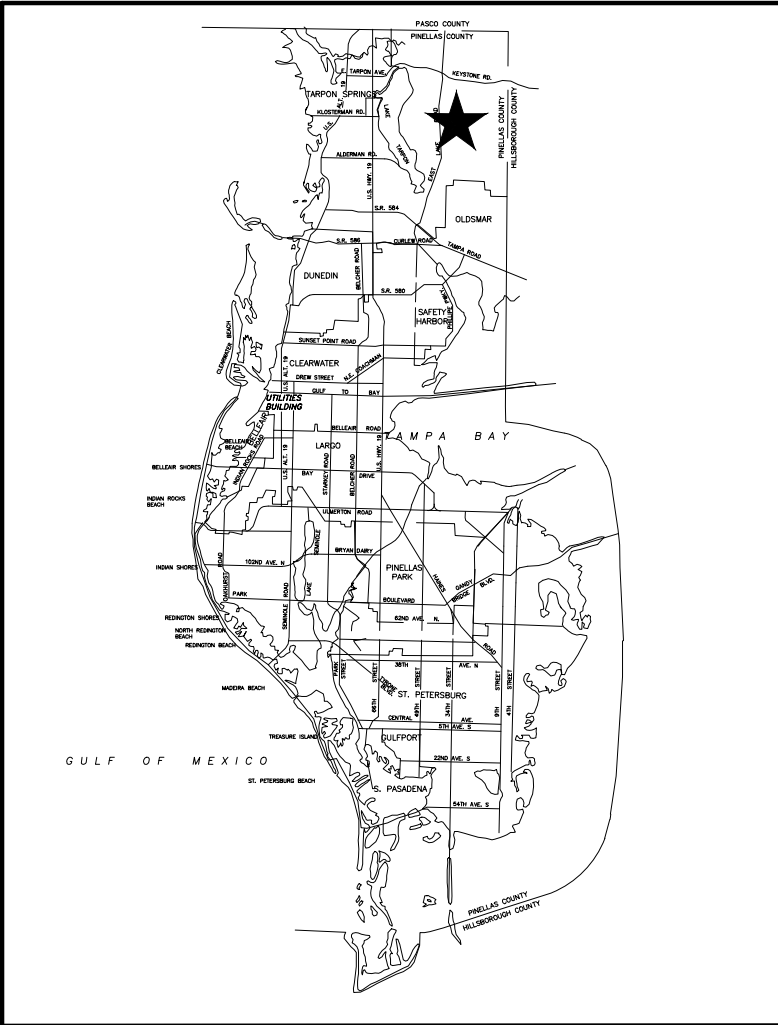 PASCO COUNTY
PINELLAS COUNTY
KEYSTONE RD.
E. TARPON AVE.
TARPON SPRINGS
KLOSTERMAN RD.
U.S. ALT. 19
LAKE TARPON
EAST LAKE ROAD
PINELLAS COUNTY
HILLSBOROUGH COUNTY
ALDERMAN RD.
U.S. HWY. 19
S.R. 584
OLDSMAR
S.R. 586
CURLEW ROAD
TAMPA ROAD
BELCHER ROAD
DUNEDIN
S.R. 580
SAFETY
HARBOR
PHILLIPE PKWY.
CLEARWATER BEACH
SUNSET POINT ROAD
CLEARWATER
N.E. COACHMAN
DREW STREET
U.S. ALT. 19
GULF TO BAY
UTILITIES
BUILDING
BELLEAIR
BELLEAIR ROAD
TAMPA BAY
BELLEAIR
BEACH
INDIAN ROCKS ROAD
LARGO
U.S. ALT. 19
STARKEY ROAD
BELCHER ROAD
U.S. HWY. 19
BELLEAIR SHORES
BAY DRIVE
INDIAN ROCKS
BEACH
ULMERTON ROAD
BRYAN DAIRY
102ND AVE. N
LAKE SEMINOLE
INDIAN SHORES
PINELLAS
PARK
OAKHURST ROAD
SEMINOLE ROAD
HAINES ROAD
GANDY BRIDGE BLVD.
PARK BOULEVARD
62ND AVE. N.
REDINGTON SHORES
NORTH REDINGTON
BEACH
REDINGTON BEACH
38TH AVE. N
PARK STREET
66TH STREET
TYRONE BLVD.
49TH STREET
34TH STREET
9TH STREET
4TH STREET
MADEIRA BEACH
ST. PETERSBURG
CENTRAL AVE.
5TH AVE. S
TREASURE ISLAND
GULFPORT
GULF OF MEXICO
22ND AVE. S
ST. PETERSBURG BEACH
S. PASADENA
54TH AVE. S
PINELLAS COUNTY
HILLSBOROUGH COUNTY